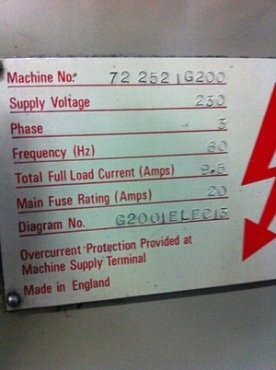 Machine No. 72 252 | G200
Supply Voltage 230
Phase 3
Frequency (Hz) 60
Total Full Load Current (Amps) 9.5
Main Fuse Rating (Amps) 20
Diagram No. G200|ELEC|3
Overcurrent Protection Provided at
Machine Supply Terminal
Made in England